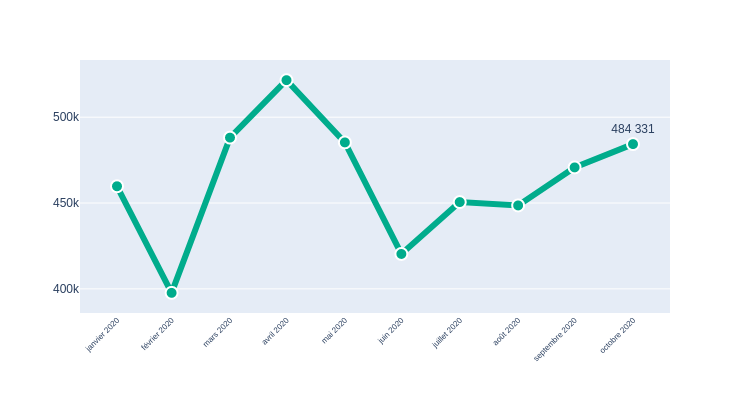 500k
450k
400k
484 331
janvier 2020
février 2020
mars 2020
avril 2020
mai 2020
juin 2020
juillet 2020
août 2020
septembre 2020
octobre 2020